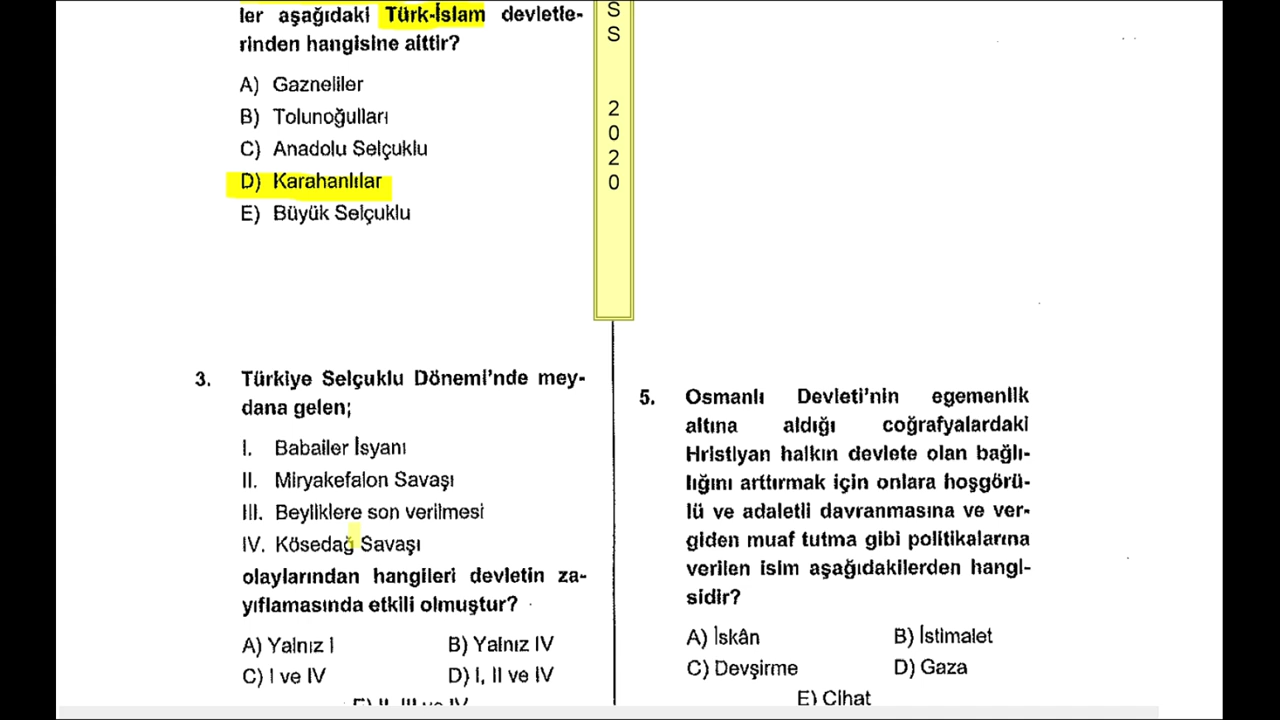 ler aşağıdaki Türk-İslam devletle-
rinden hangisine aittir?
A) Gazneliler
B) Tolunoğulları
C) Anadolu Selçuklu
D) Karahanlılar
E) Büyük Selçuklu
S
S
2
0
2
0
3. Türkiye Selçuklu Dönemi'nde mey-
dana gelen;
I. Babailer İsyanı
II. Miryakefalon Savaşı
III. Beyliklere son verilmesi
IV. Kösedağ Savaşı
olaylarından hangileri devletin za-
yıflamasında etkili olmuştur?
A) Yalnız I B) Yalnız IV
C) I ve IV D) I, II ve IV
E) II, III ve IV
5. Osmanlı Devleti'nin egemenlik
altına aldığı coğrafyalardaki
Hristiyan halkın devlete olan bağlı-
lığını arttırmak için onlara hoşgörü-
lü ve adaletli davranmasına ve ver-
giden muaf tutma gibi politikalarına
verilen isim aşağıdakilerden hangi-
sidir?
A) İskân B) İstimalet
C) Devşirme D) Gaza
E) Cihat